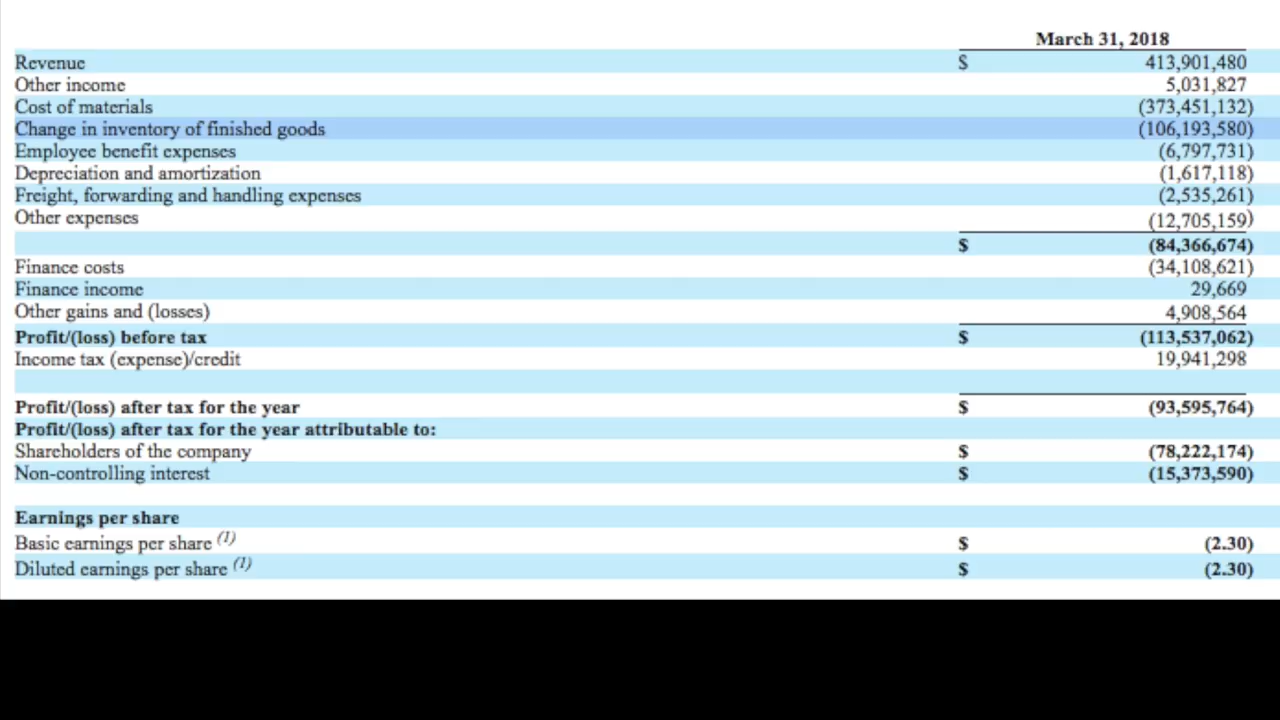 March 31, 2018
Revenue $ 413,901,480
Other income 5,031,827
Cost of materials (373,451,132)
Change in inventory of finished goods (106,193,580)
Employee benefit expenses (6,797,731)
Depreciation and amortization (1,617,118)
Freight, forwarding and handling expenses (2,535,261)
Other expenses (12,705,159)
$ (84,366,674)
Finance costs (34,108,621)
Finance income 29,669
Other gains and (losses) 4,908,564
Profit/(loss) before tax $ (113,537,062)
Income tax (expense)/credit 19,941,298
Profit/(loss) after tax for the year $ (93,595,764)
Profit/(loss) after tax for the year attributable to:
Shareholders of the company $ (78,222,174)
Non-controlling interest $ (15,373,590)
Earnings per share
Basic earnings per share (1) $ (2.30)
Diluted earnings per share (1) $ (2.30)